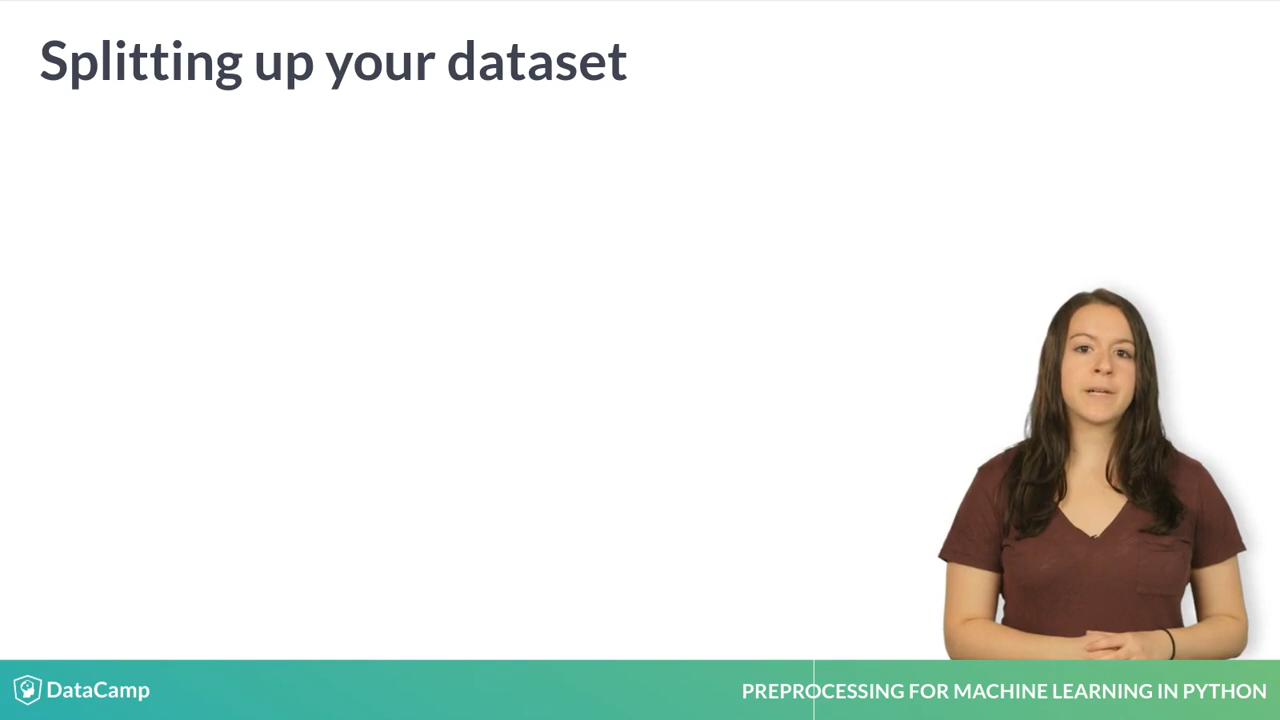 Splitting up your dataset
DataCamp
PREPROCESSING FOR MACHINE LEARNING IN PYTHON